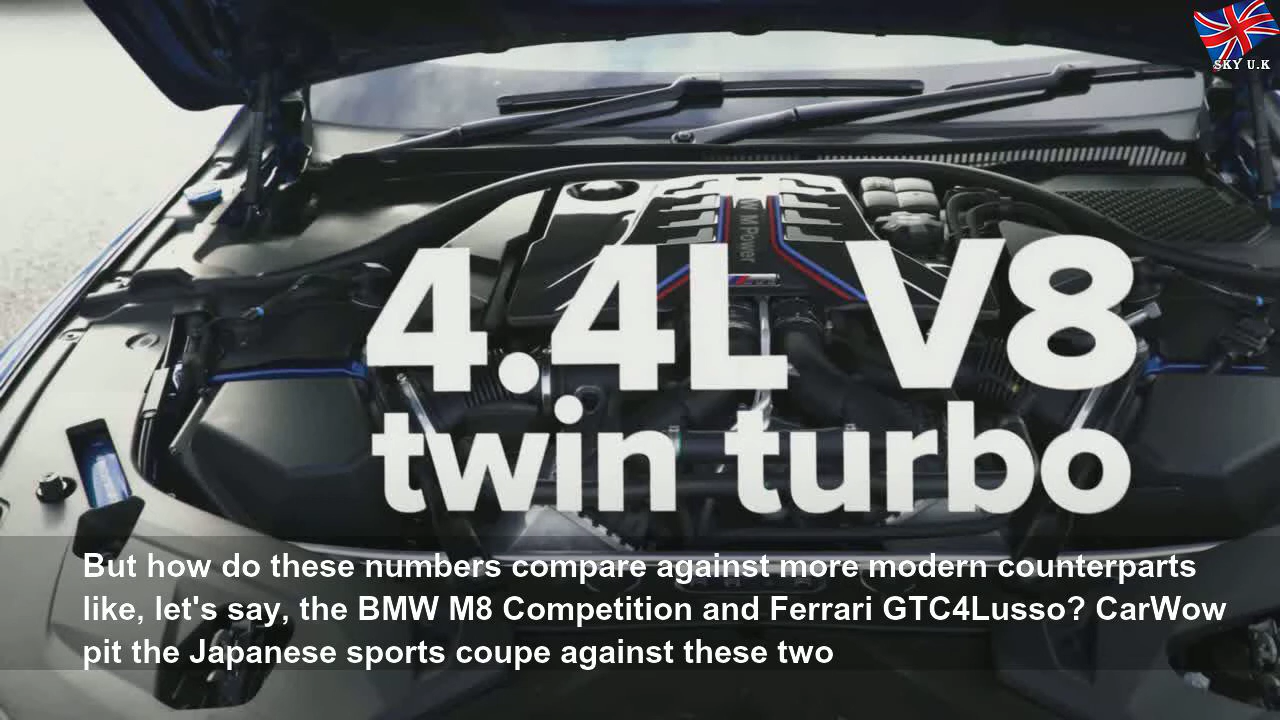 SKY U.K
M Power
4.4L V8
twin turbo
But how do these numbers compare against more modern counterparts
like, let's say, the BMW M8 Competition and Ferrari GTC4Lusso? CarWow
pit the Japanese sports coupe against these two